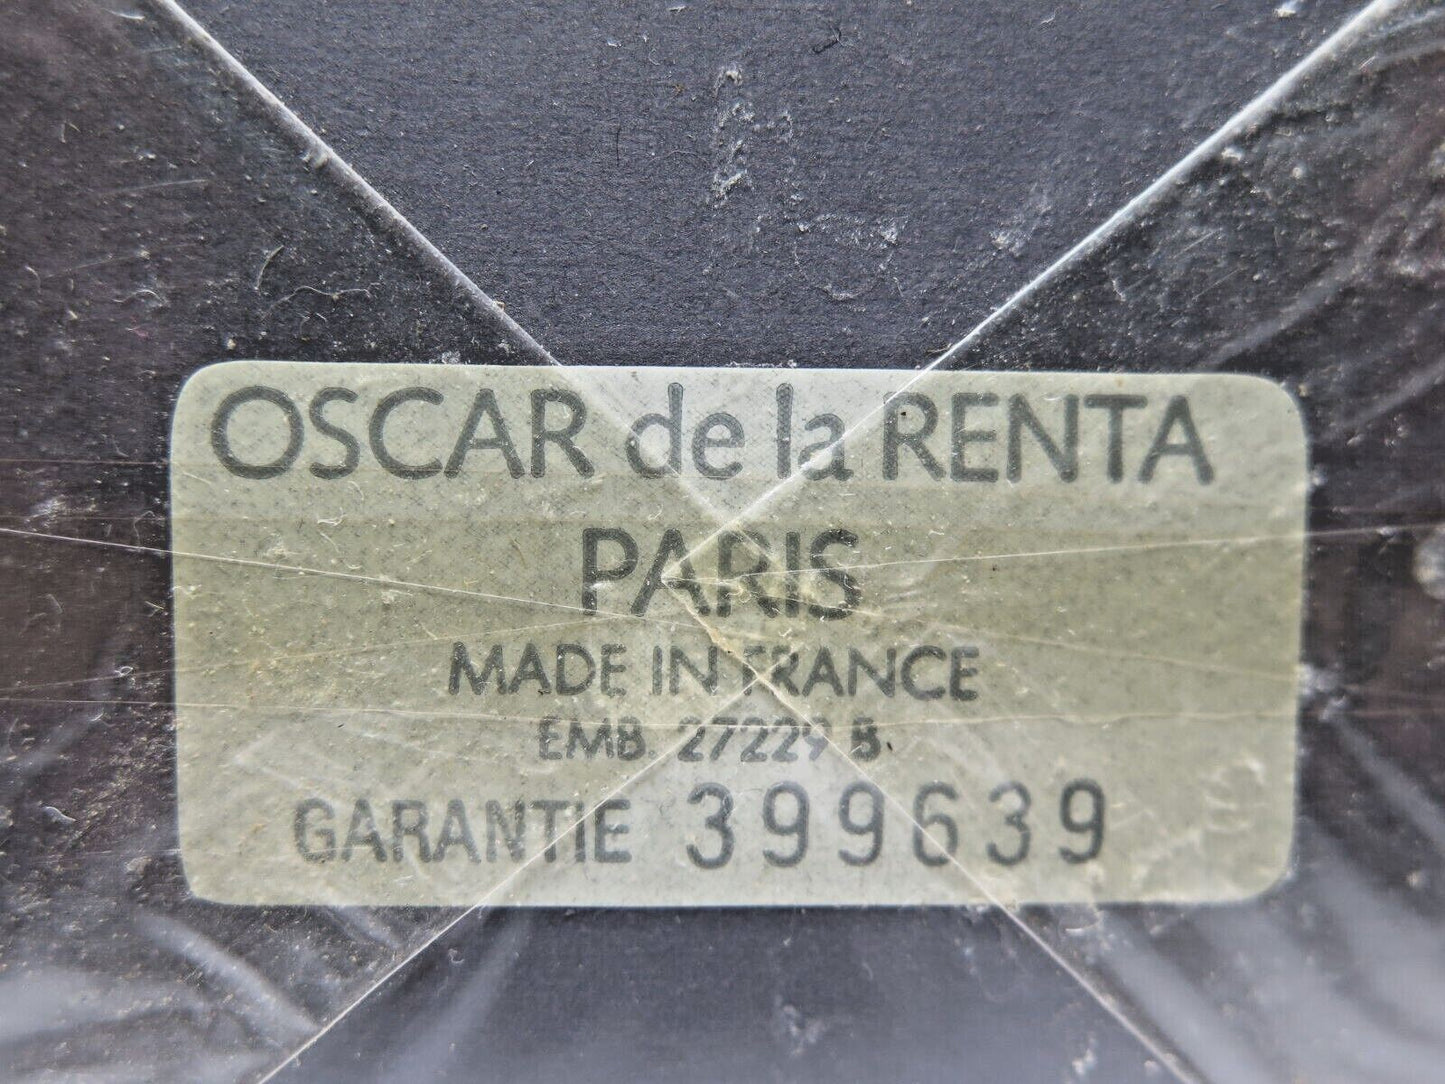 OSCAR de la RENTA
PARIS
MADE IN FRANCE
EMB. 27229 B.
GARANTIE 399639